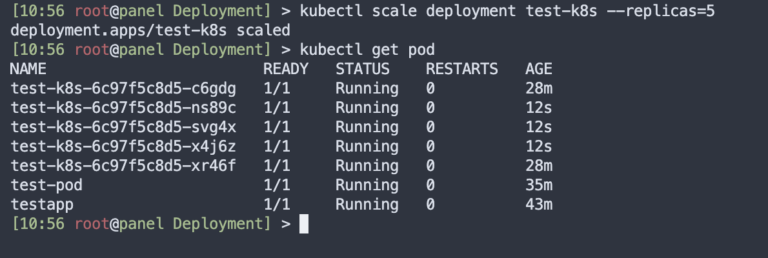 [10:56 root@panel Deployment] > kubectl scale deployment test-k8s --replicas=5
deployment.apps/test-k8s scaled
[10:56 root@panel Deployment] > kubectl get pod
NAME READY STATUS RESTARTS AGE
test-k8s-6c97f5c8d5-c6gdg 1/1 Running 0 28m
test-k8s-6c97f5c8d5-ns89c 1/1 Running 0 12s
test-k8s-6c97f5c8d5-svg4x 1/1 Running 0 12s
test-k8s-6c97f5c8d5-x4j6z 1/1 Running 0 12s
test-k8s-6c97f5c8d5-xr46f 1/1 Running 0 28m
test-pod 1/1 Running 0 35m
testapp 1/1 Running 0 43m
[10:56 root@panel Deployment] >